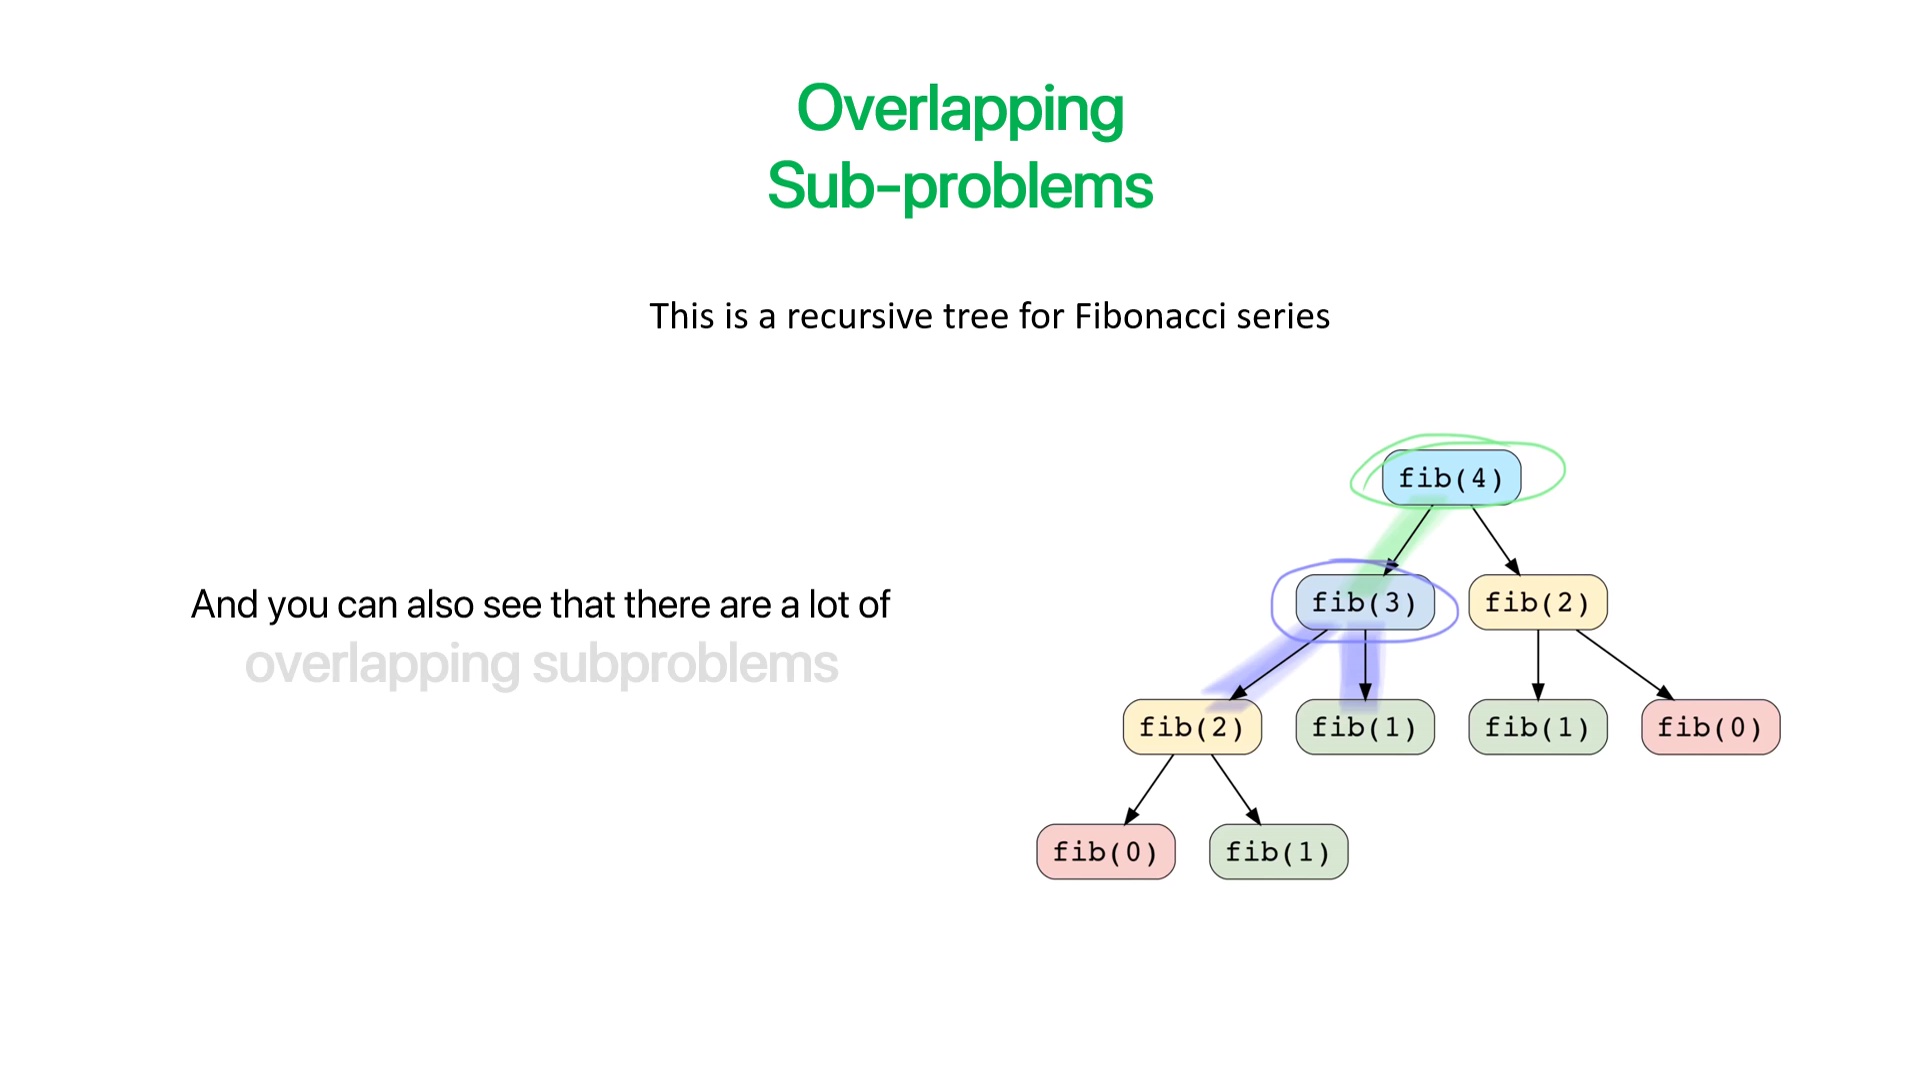 Overlapping
Sub-problems
This is a recursive tree for Fibonacci series
And you can also see that there are a lot of
overlapping subproblems
fib(4)
fib(3)
fib(2)
fib(2)
fib(1)
fib(1)
fib(0)
fib(0)
fib(1)